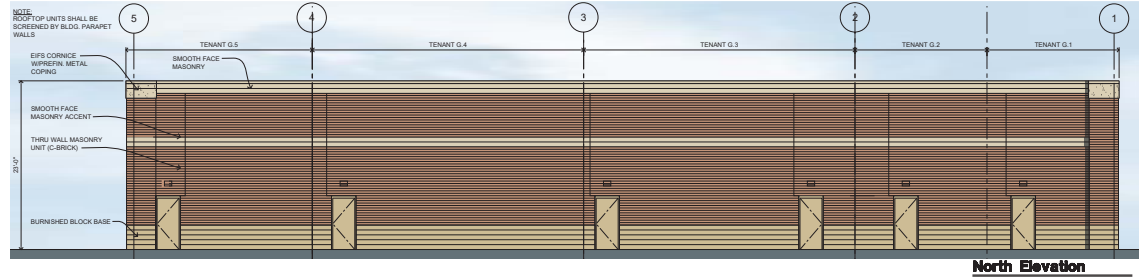 NOTE:
ROOFTOP UNITS SHALL BE
SCREENED BY BLDG. PARAPET
WALLS
5
4
3
2
1
TENANT G.5
TENANT G.4
TENANT G.3
TENANT G.2
TENANT G.1
EIFS CORNICE
W/PREFIN. METAL
COPING
SMOOTH FACE
MASONRY
SMOOTH FACE
MASONRY ACCENT
THRU WALL MASONRY
UNIT (C-BRICK)
23'-0"
BURNISHED BLOCK BASE
North Elevation